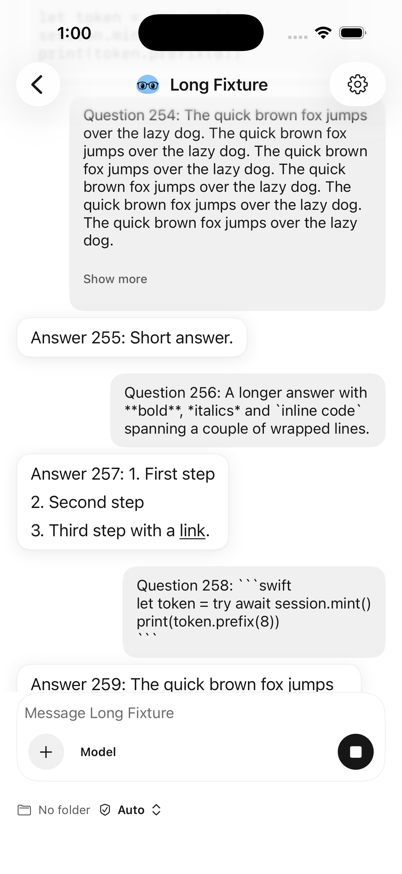 let token =
print(token.prefix(8))
1:00
Long Fixture
Question 254: The quick brown fox jumps
over the lazy dog. The quick brown fox
jumps over the lazy dog. The quick brown
fox jumps over the lazy dog. The quick
brown fox jumps over the lazy dog. The
quick brown fox jumps over the lazy dog.
The quick brown fox jumps over the lazy
dog.
Show more
Answer 255: Short answer.
Question 256: A longer answer with
**bold**, *italics* and `inline code`
spanning a couple of wrapped lines.
Answer 257: 1. First step
2. Second step
3. Third step with a link.
Question 258: ```swift
let token = try await session.mint()
print(token.prefix(8))
```
Answer 259: The quick brown fox jumps
Message Long Fixture
Model
No folder
Auto